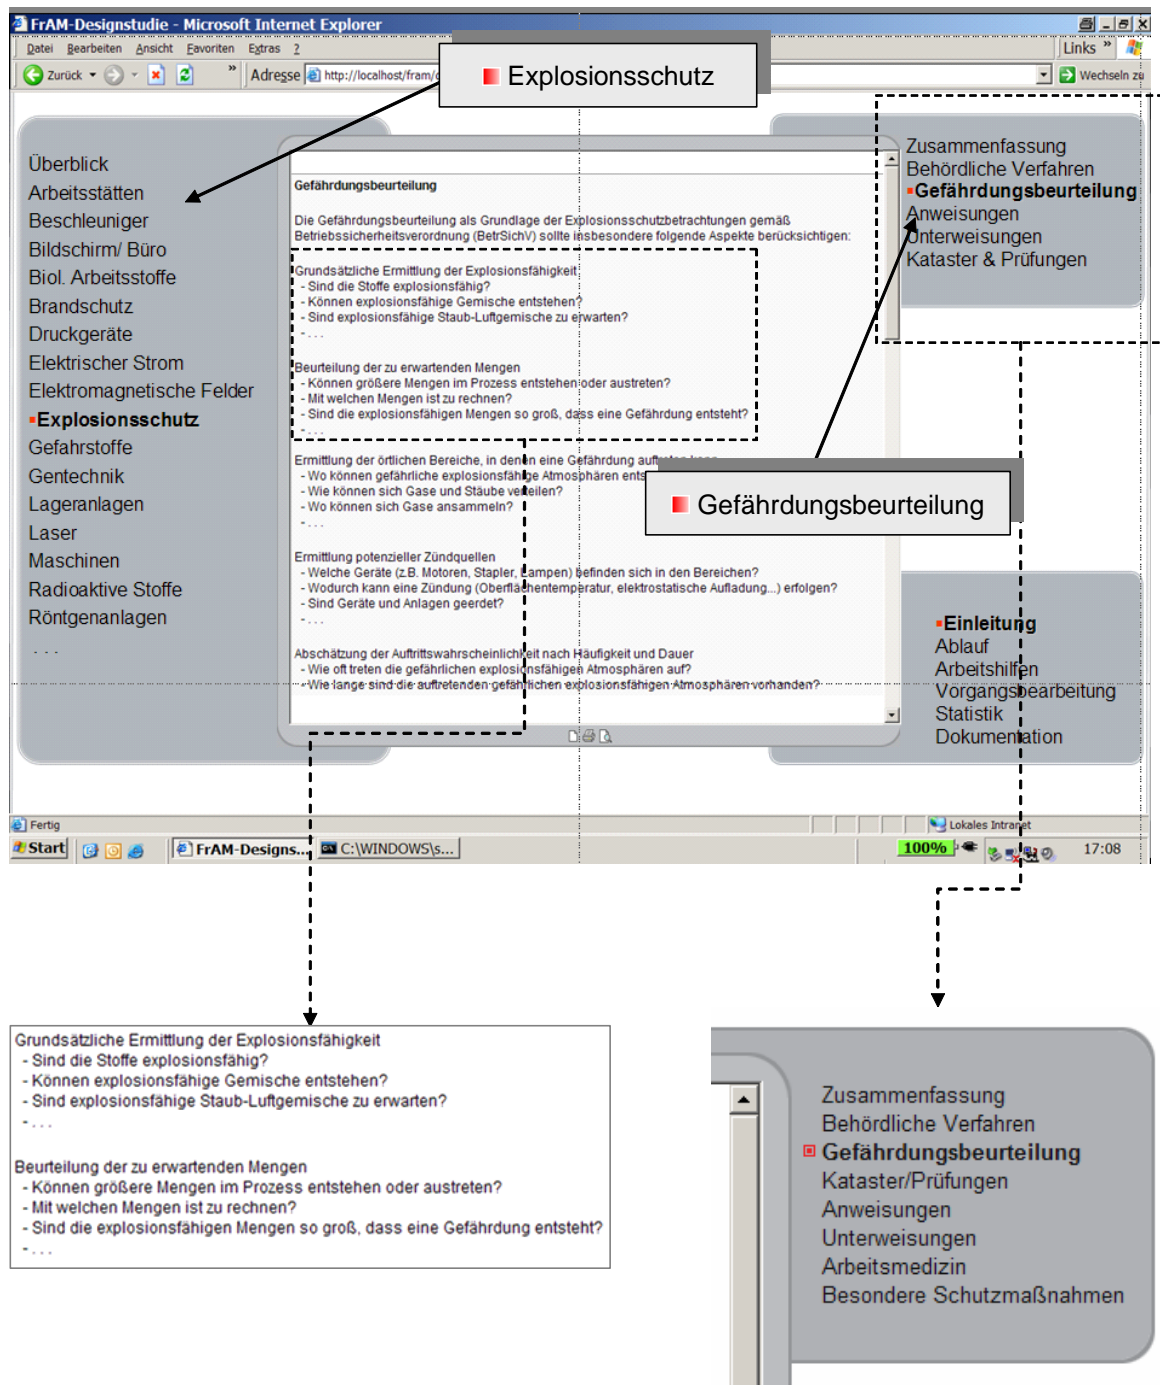 FrAM-Designstudie - Microsoft Internet Explorer
Datei Bearbeiten Ansicht Favoriten Extras ?
Links »
Zurück
»
Adresse
http://localhost/fram/
Wechseln zu
Explosionsschutz
Überblick
Arbeitsstätten
Beschleuniger
Bildschirm/ Büro
Biol. Arbeitsstoffe
Brandschutz
Druckgeräte
Elektrischer Strom
Elektromagnetische Felder
Explosionsschutz
Gefahrstoffe
Gentechnik
Lageranlagen
Laser
Maschinen
Radioaktive Stoffe
Röntgenanlagen
. . .
Gefährdungsbeurteilung
Die Gefährdungsbeurteilung als Grundlage der Explosionsschutzbetrachtungen gemäß
Betriebssicherheitsverordnung (BetrSichV) sollte insbesondere folgende Aspekte berücksichtigen:
Grundsätzliche Ermittlung der Explosionsfähigkeit
- Sind die Stoffe explosionsfähig?
- Können explosionsfähige Gemische entstehen?
- Sind explosionsfähige Staub-Luftgemische zu erwarten?
- . . .
Beurteilung der zu erwartenden Mengen
- Können größere Mengen im Prozess entstehen oder austreten?
- Mit welchen Mengen ist zu rechnen?
- Sind die explosionsfähigen Mengen so groß, dass eine Gefährdung entsteht?
- . . .
Ermittlung der örtlichen Bereiche, in denen eine Gefährdung
- Wo können gefährliche explosionsfähige Atmosphären
- Wie können sich Gase und Stäube verteilen?
- Wo können sich Gase ansammeln?
- . . .
Ermittlung potenzieller Zündquellen
- Welche Geräte (z.B. Motoren, Stapler, Lampen) befinden sich in den Bereichen?
- Wodurch kann eine Zündung (Oberflächentemperatur, elektrostatische Aufladung...) erfolgen?
- Sind Geräte und Anlagen geerdet?
- . . .
Abschätzung der Auftrittswahrscheinlichkeit nach Häufigkeit und Dauer
- Wie oft treten die gefährlichen explosionsfähigen Atmosphären auf?
- Wie lange sind die auftretenden gefährlichen explosionsfähigen Atmosphären vorhanden?
Zusammenfassung
Behördliche Verfahren
Gefährdungsbeurteilung
Anweisungen
Unterweisungen
Kataster & Prüfungen
Gefährdungsbeurteilung
Einleitung
Ablauf
Arbeitshilfen
Vorgangsbearbeitung
Statistik
Dokumentation
Fertig
Lokales Intranet
Start
FrAM-Designs...
C:\WINDOWS\s...
100%
17:08
Grundsätzliche Ermittlung der Explosionsfähigkeit
- Sind die Stoffe explosionsfähig?
- Können explosionsfähige Gemische entstehen?
- Sind explosionsfähige Staub-Luftgemische zu erwarten?
- . . .
Beurteilung der zu erwartenden Mengen
- Können größere Mengen im Prozess entstehen oder austreten?
- Mit welchen Mengen ist zu rechnen?
- Sind die explosionsfähigen Mengen so groß, dass eine Gefährdung entsteht?
- . . .
Zusammenfassung
Behördliche Verfahren
Gefährdungsbeurteilung
Kataster/Prüfungen
Anweisungen
Unterweisungen
Arbeitsmedizin
Besondere Schutzmaßnahmen